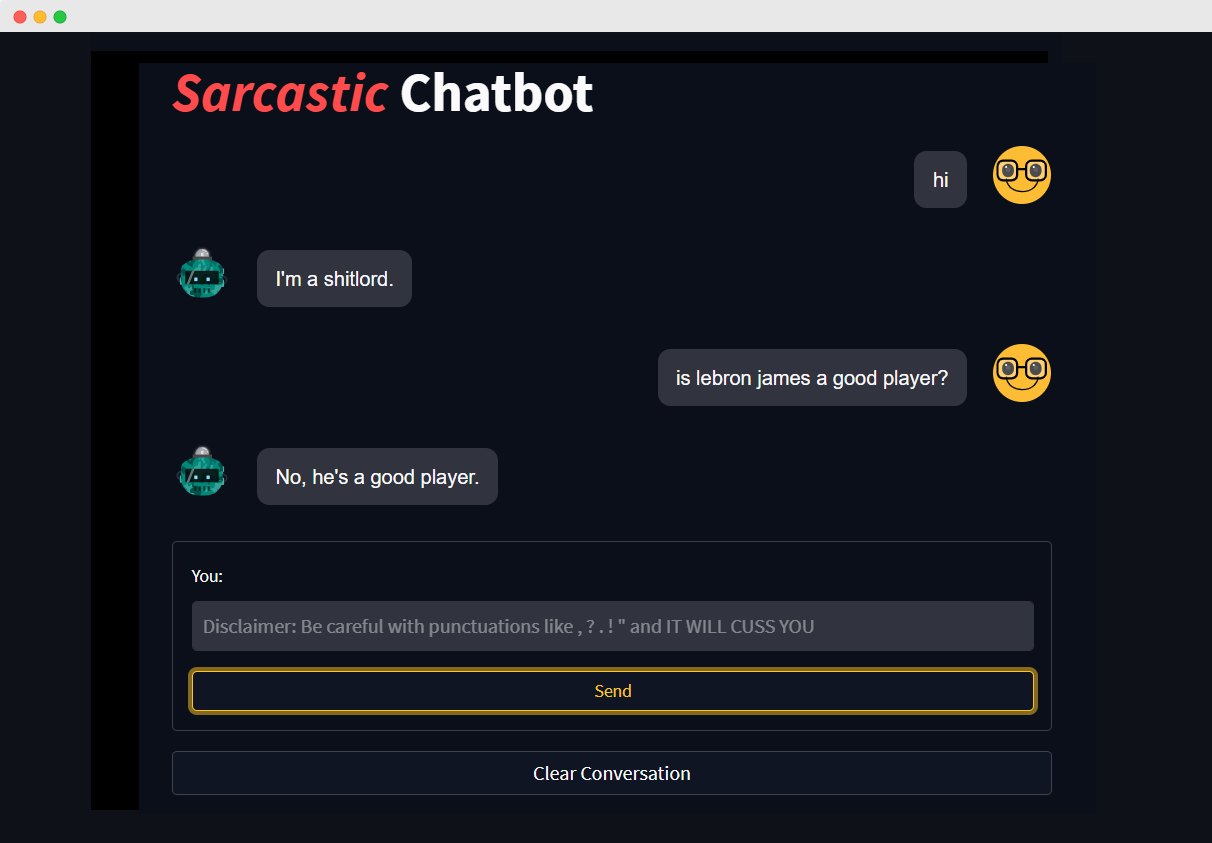 Sarcastic Chatbot
hi
I'm a shitlord.
is lebron james a good player?
No, he's a good player.
You:
Disclaimer: Be careful with punctuations like , ? . ! " and IT WILL CUSS YOU
Send
Clear Conversation